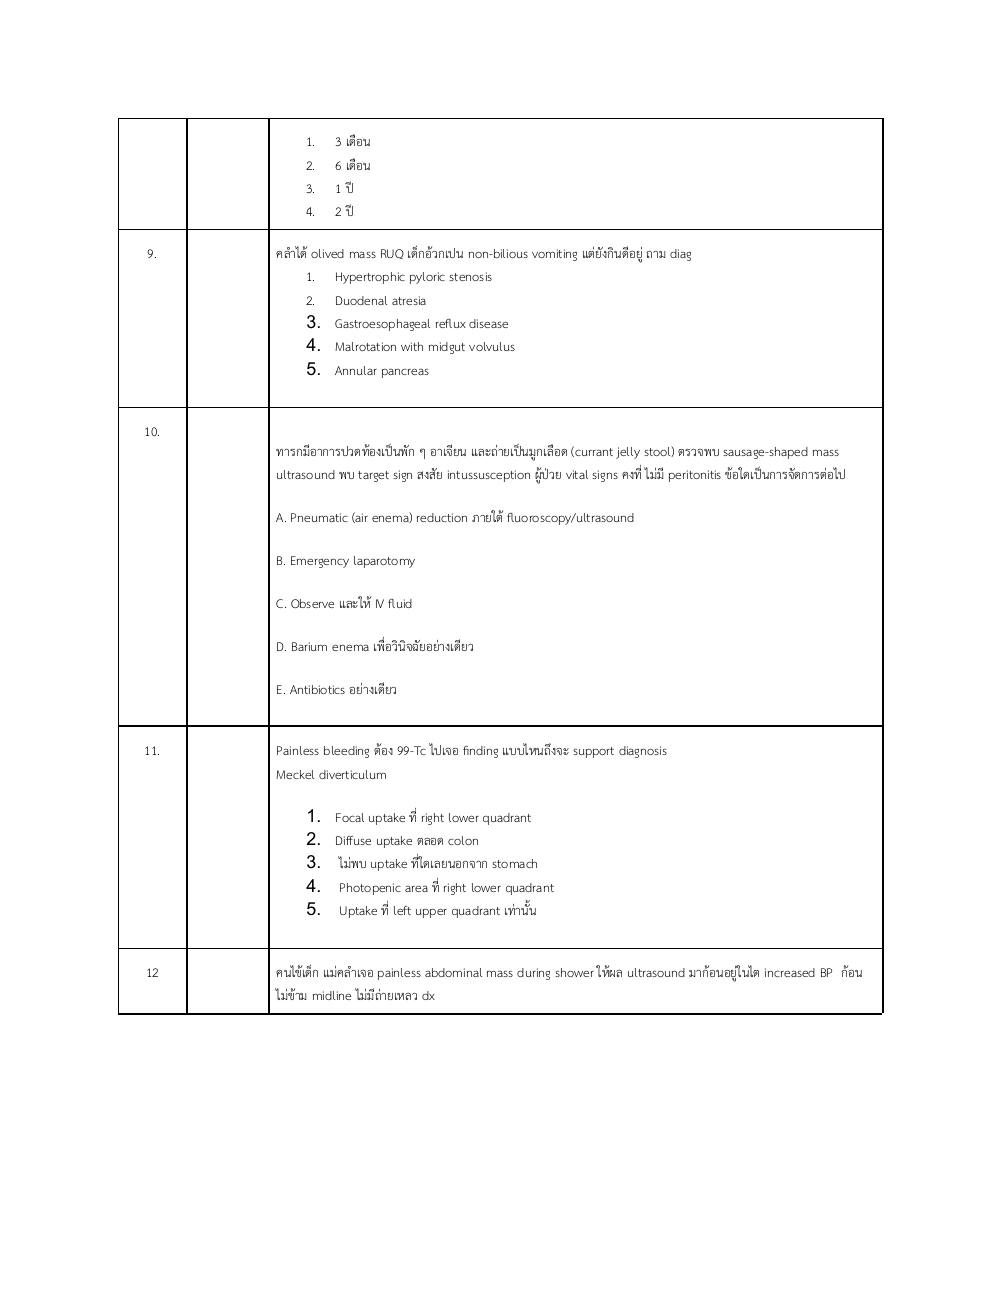 1. 3 เดือน
2. 6 เดือน
3. 1 ปี
4. 2 ปี
9. คลำได้ olived mass RUQ เด็กอ้วกเปน non-bilious vomiting แต่ยังกินดีอยู่ ถาม diag
1. Hypertrophic pyloric stenosis
2. Duodenal atresia
3. Gastroesophageal reflux disease
4. Malrotation with midgut volvulus
5. Annular pancreas
10.
ทารกมีอาการปวดท้องเป็นพัก ๆ อาเจียน และถ่ายเป็นมูกเลือด (currant jelly stool) ตรวจพบ sausage-shaped mass
ultrasound พบ target sign สงสัย intussusception ผู้ป่วย vital signs คงที่ ไม่มี peritonitis ข้อใดเป็นการจัดการต่อไป
A. Pneumatic (air enema) reduction ภายใต้ fluoroscopy/ultrasound
B. Emergency laparotomy
C. Observe และให้ IV fluid
D. Barium enema เพื่อวินิจฉัยอย่างเดียว
E. Antibiotics อย่างเดียว
11. Painless bleeding ต้อง 99-Tc ไปเจอ finding แบบไหนถึงจะ support diagnosis
Meckel diverticulum
1. Focal uptake ที่ right lower quadrant
2. Diffuse uptake ตลอด colon
3. ไม่พบ uptake ที่ใดเลยนอกจาก stomach
4. Photopenic area ที่ right lower quadrant
5. Uptake ที่ left upper quadrant เท่านั้น
12 คนไข้เด็ก แม่คลำเจอ painless abdominal mass during shower ให้ผล ultrasound มาก้อนอยู่ในไต increased BP ก้อน
ไม่ข้าม midline ไม่มีถ่ายเหลว dx